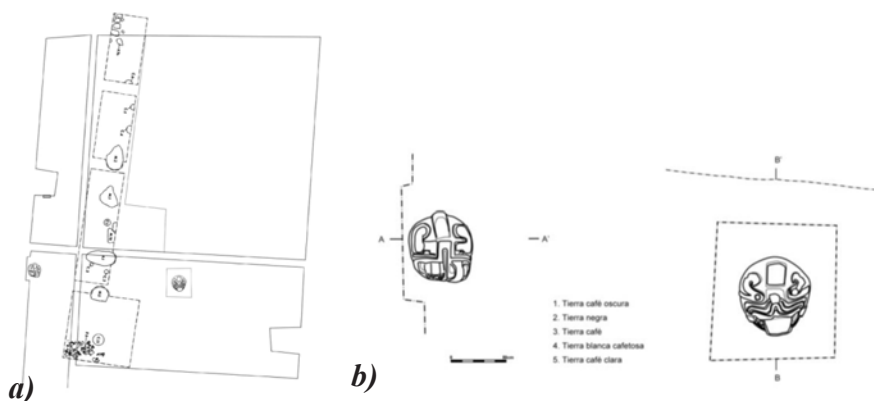 a)
b)
A
A'
B'
B
1. Tierra café oscura
2. Tierra negra
3. Tierra café
4. Tierra blanca cafetosa
5. Tierra café clara